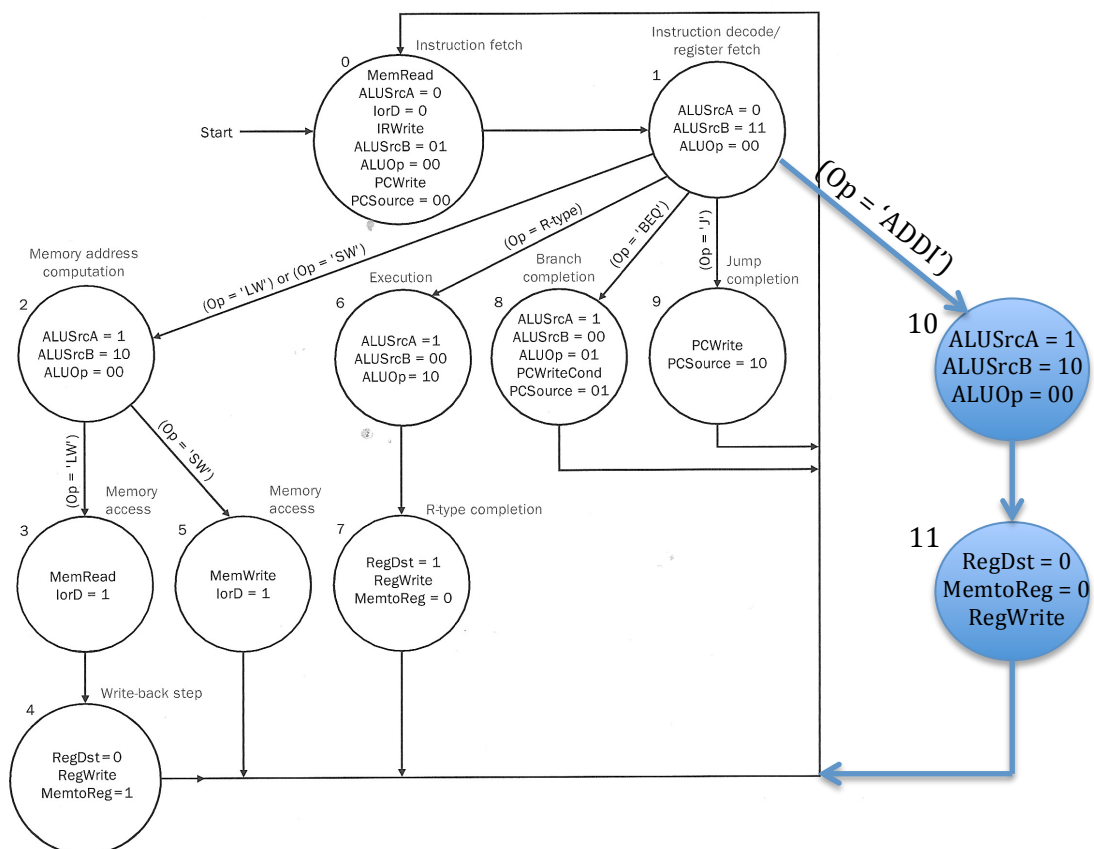 Instruction fetch
0
MemRead
ALUSrcA = 0
IorD = 0
IRWrite
ALUSrcB = 01
ALUOp = 00
PCWrite
PCSource = 00
Start
Instruction decode/
register fetch
1
ALUSrcA = 0
ALUSrcB = 11
ALUOp = 00
(Op = 'LW') or (Op = 'SW')
(Op = R-type)
(Op = 'BEQ')
(Op = 'J')
(Op = ‘ADDI’)
Memory address
computation
2
ALUSrcA = 1
ALUSrcB = 10
ALUOp = 00
Execution
6
ALUSrcA =1
ALUSrcB = 00
ALUOp = 10
Branch
completion
8
ALUSrcA = 1
ALUSrcB = 00
ALUOp = 01
PCWriteCond
PCSource = 01
Jump
completion
9
PCWrite
PCSource = 10
10
ALUSrcA = 1
ALUSrcB = 10
ALUOp = 00
(Op = 'LW')
(Op = 'SW')
Memory
access
3
MemRead
IorD = 1
Memory
access
5
MemWrite
IorD = 1
R-type completion
7
RegDst = 1
RegWrite
MemtoReg = 0
11
RegDst = 0
MemtoReg = 0
RegWrite
Write-back step
4
RegDst=0
RegWrite
MemtoReg=1